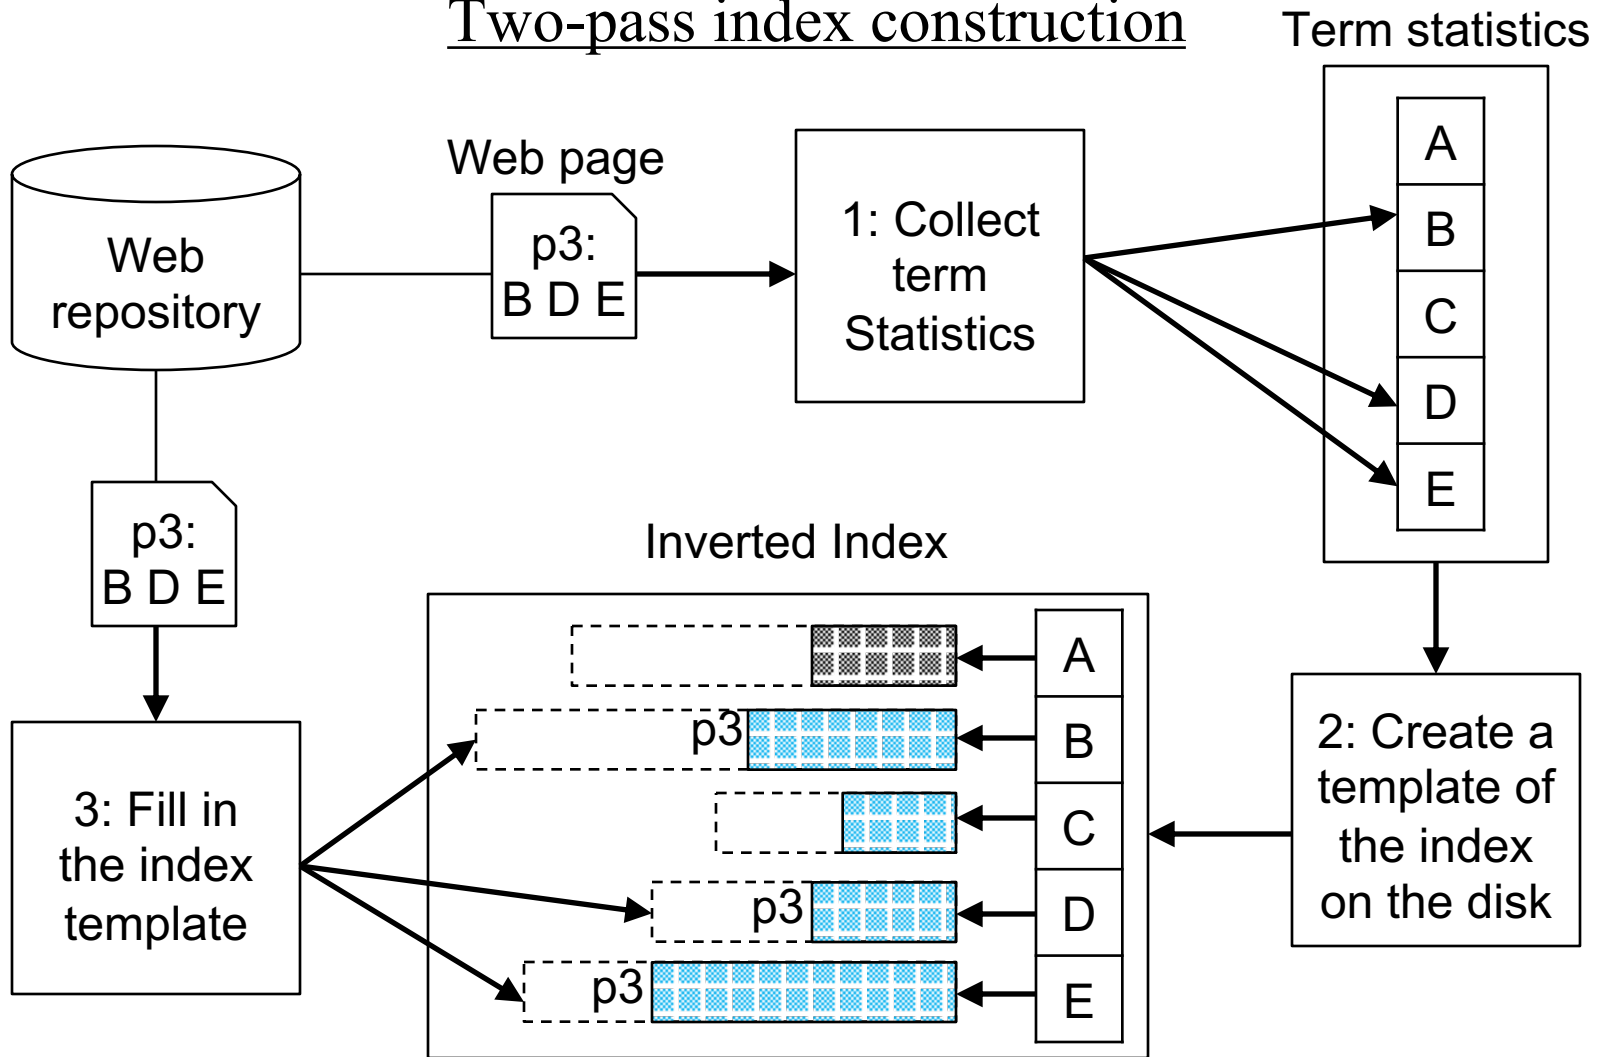 Two-pass index construction
Term statistics
Web page
p3:
B D E
Web
repository
1: Collect
term
Statistics
A
B
C
D
E
p3:
B D E
Inverted Index
3: Fill in
the index
template
A
p3
B
C
p3
D
p3
E
2: Create a
template of
the index
on the disk